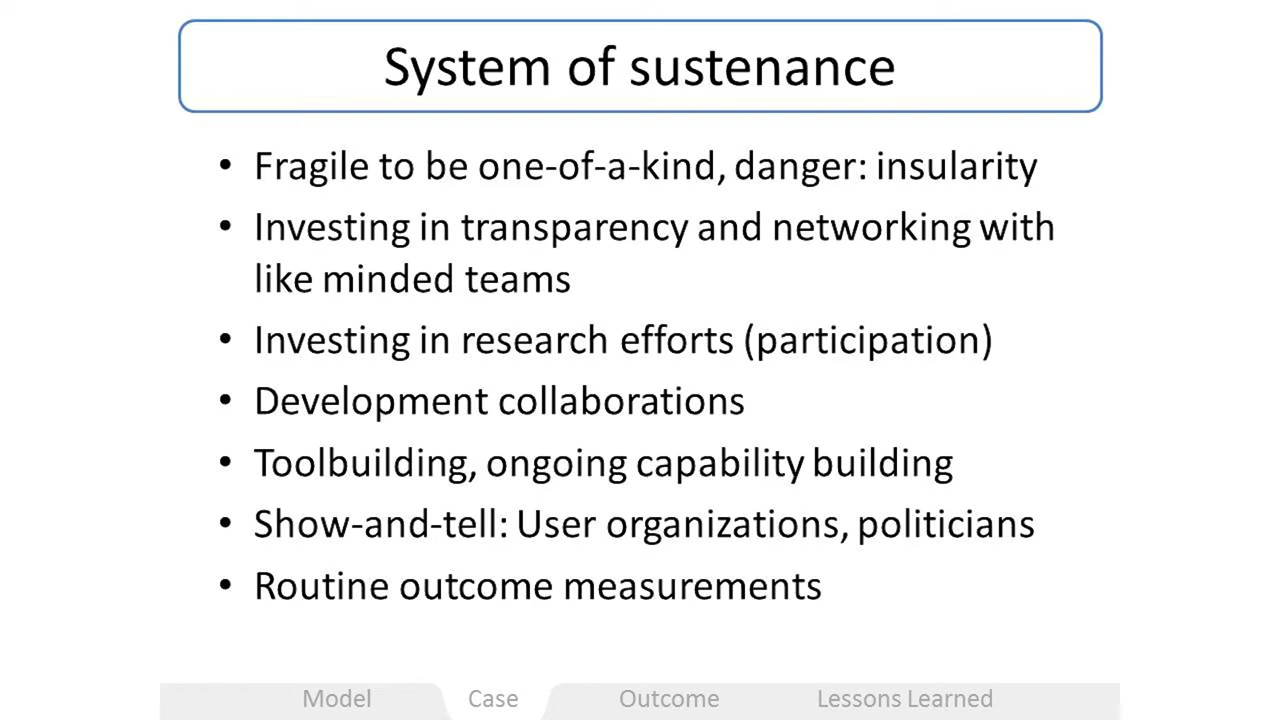 System of sustenance
• Fragile to be one-of-a-kind, danger: insularity
• Investing in transparency and networking with
like minded teams
• Investing in research efforts (participation)
• Development collaborations
• Toolbuilding, ongoing capability building
• Show-and-tell: User organizations, politicians
• Routine outcome measurements
Model Case Outcome Lessons Learned